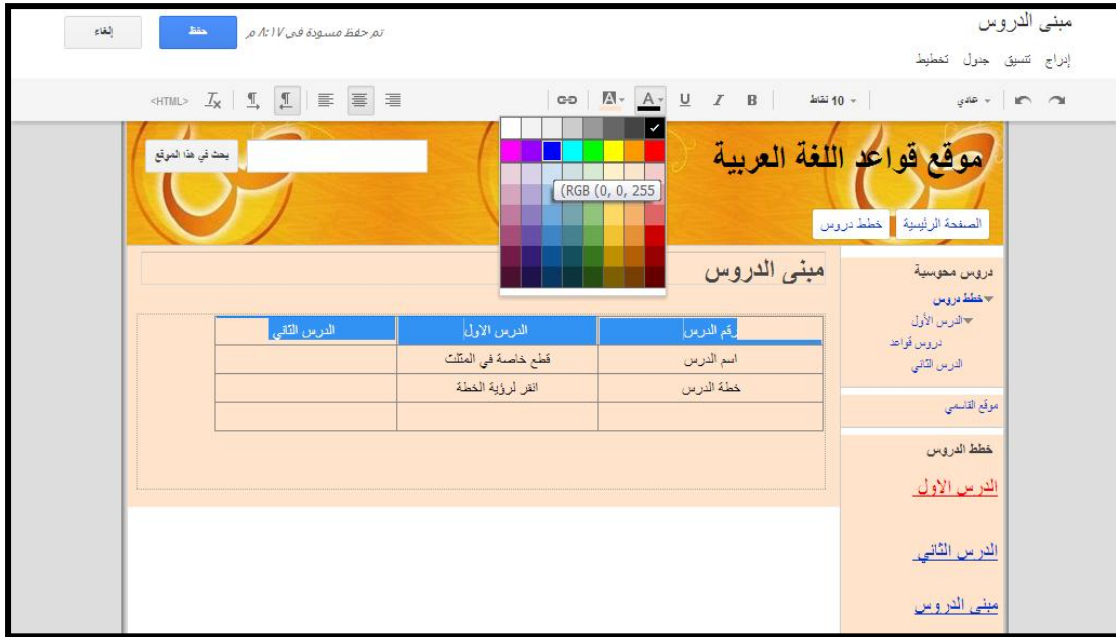 مبنى الدروس
إدراج تنسيق جدول تخطيط
تم حفظ مسودة في ٨:١٧ م
حفظ
إلغاء
عادي
10 نقاط
B I U A A
<HTML>
موقع قواعد اللغة العربية
بحث في هذا الموقع
(RGB (0, 0, 255
الصفحة الرئيسية خطط دروس
دروس محوسبة
خطط دروس
الدرس الأول
دروس قواعد
الدرس الثاني
موقع القاسمي
خطط الدروس
الدرس الاول
الدرس الثاني
مبنى الدروس
مبنى الدروس
رقم الدرس الدرس الاول الدرس الثاني
اسم الدرس قطع خاصة في المثلث
خطة الدرس انقر لرؤية الخطة